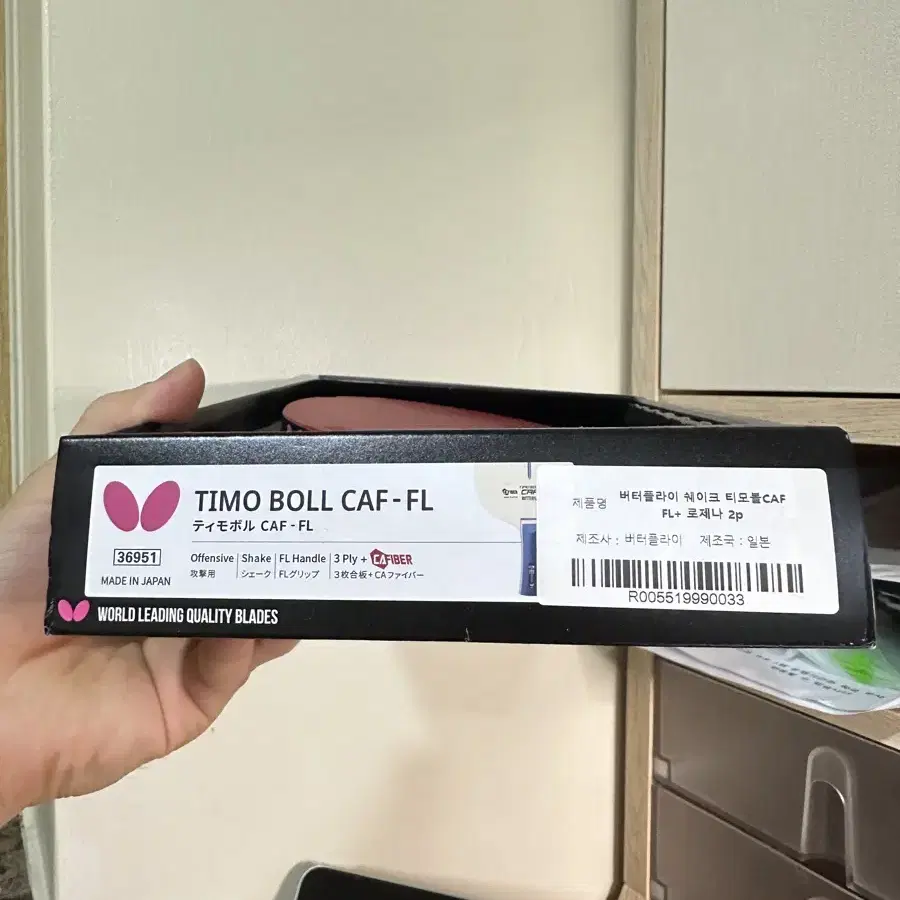 TIMO BOLL CAF-FL
ティモボル CAF-FL
36951
MADE IN JAPAN
Offensive Shake FL Handle 3 Ply + CAFIBER
攻撃用 シェーク FLグリップ 3枚合板+CAファイバー
WORLD LEADING QUALITY BLADES
제품명 버터플라이 쉐이크 티모볼CAF
FL+ 로제나 2p
제조사 : 버터플라이 제조국 : 일본
R005519990033